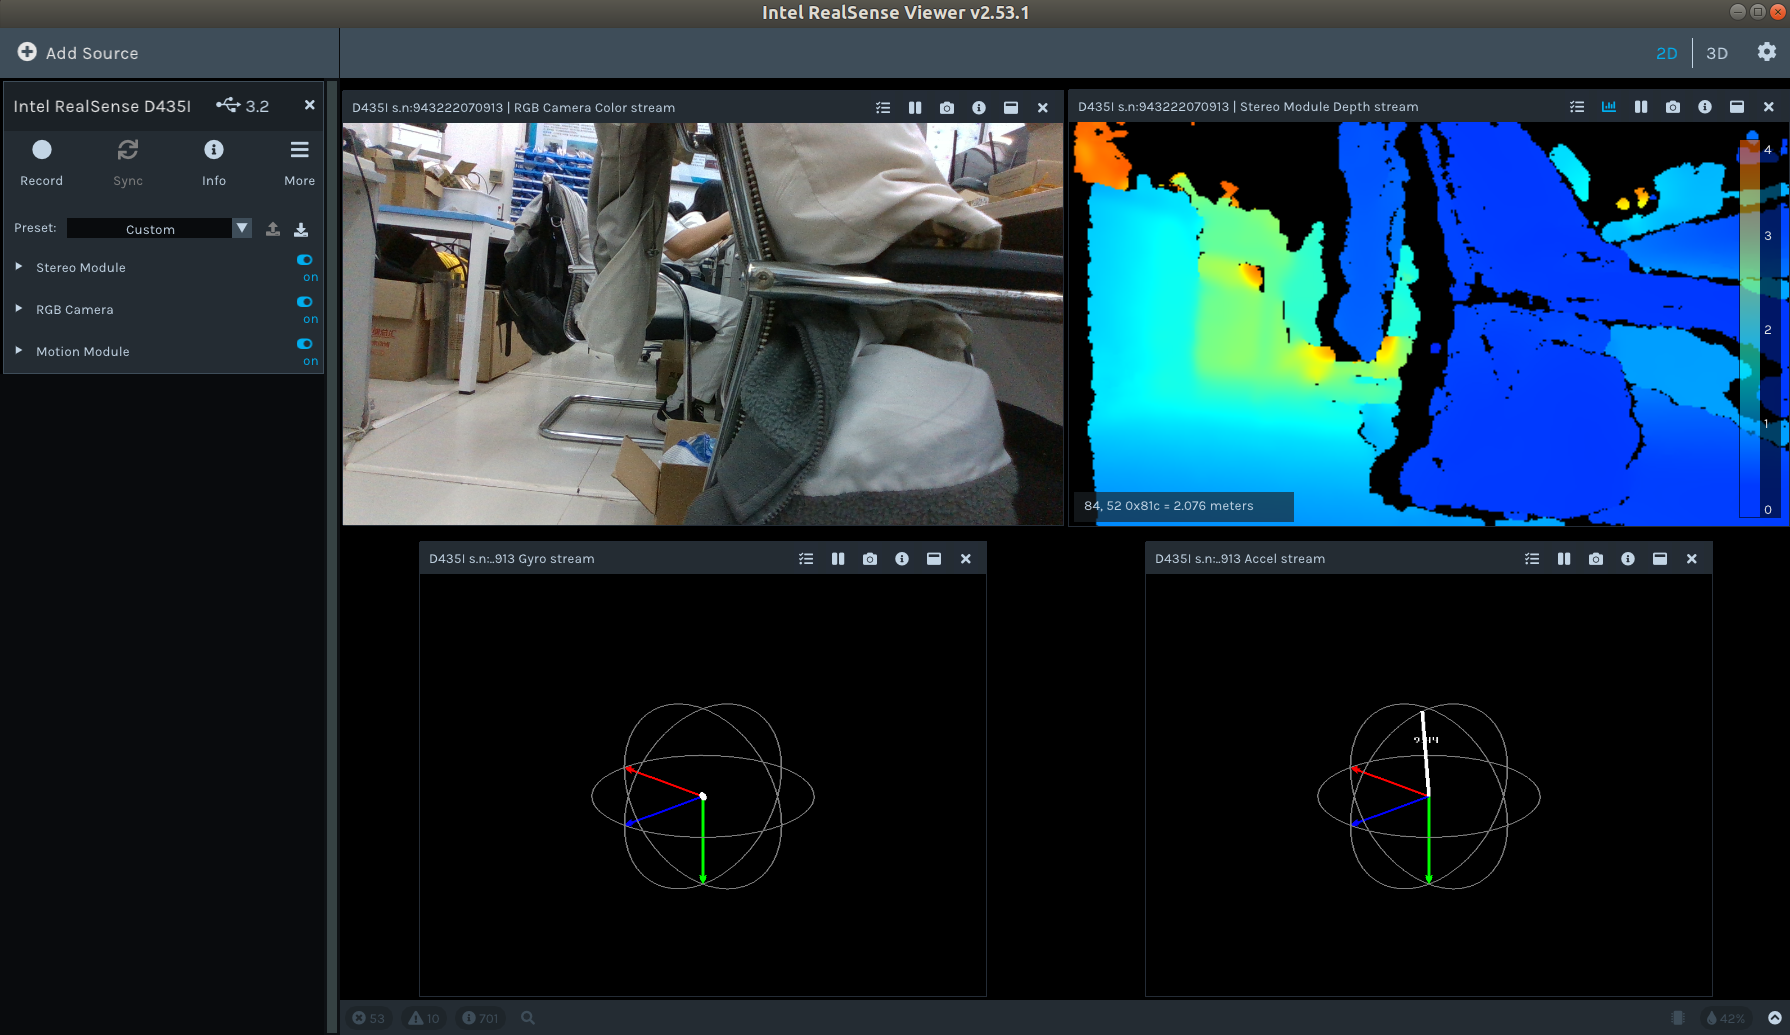 Intel RealSense Viewer v2.53.1
Add Source
2D
3D
Intel RealSense D435I
3.2
Record
Sync
Info
More
Preset:
Custom
Stereo Module
on
RGB Camera
on
Motion Module
on
D435I s.n:943222070913 | RGB Camera Color stream
D435I s.n:943222070913 | Stereo Module Depth stream
4
3
2
1
0
84, 52 0x81c = 2.076 meters
D435I s.n:..913 Gyro stream
D435I s.n:..913 Accel stream
53
10
701
42%